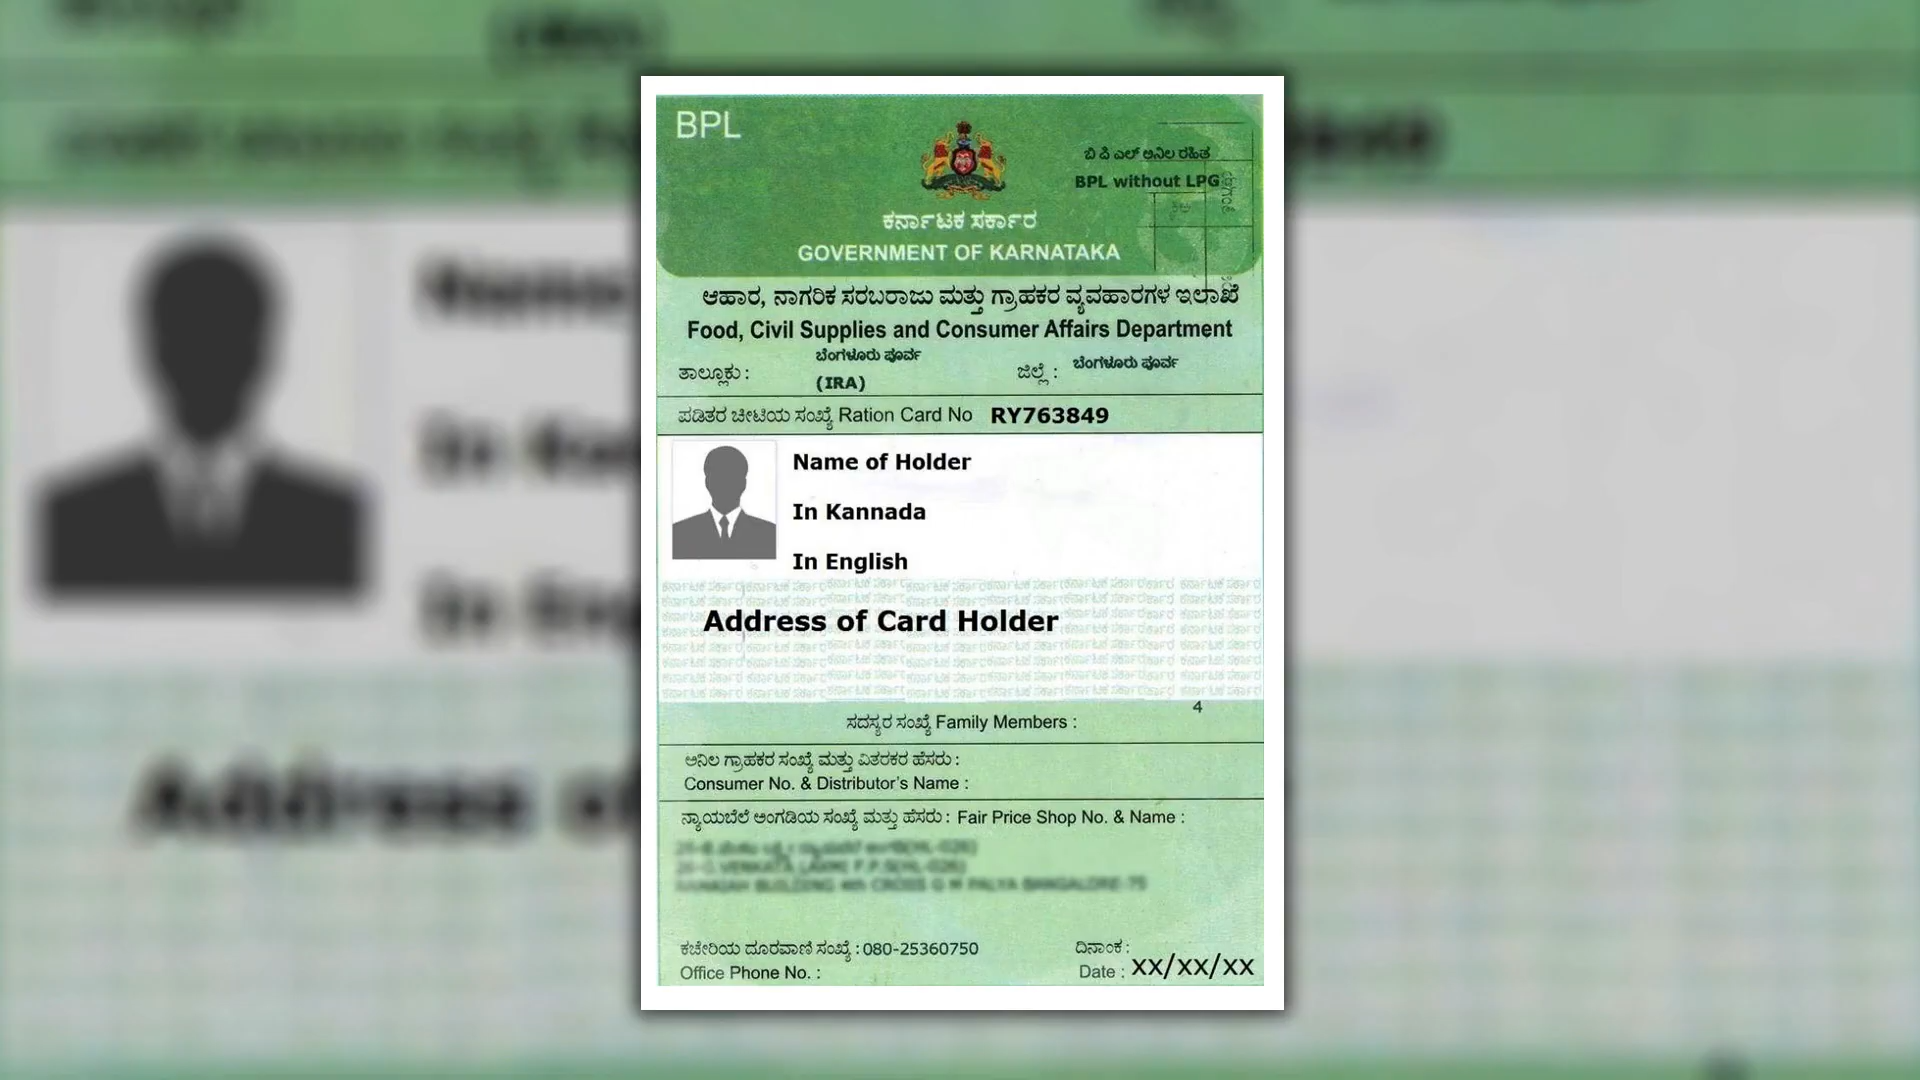 BPL
ಬಿ ಪಿ ಎಲ್ ಅನಿಲ ರಹಿತ
BPL without LPG
ಕರ್ನಾಟಕ ಸರ್ಕಾರ
GOVERNMENT OF KARNATAKA
ಆಹಾರ, ನಾಗರಿಕ ಸರಬರಾಜು ಮತ್ತು ಗ್ರಾಹಕರ ವ್ಯವಹಾರಗಳ ಇಲಾಖೆ
Food, Civil Supplies and Consumer Affairs Department
ತಾಲ್ಲೂಕು : ಬೆಂಗಳೂರು ಪೂರ್ವ (IRA) ಜಿಲ್ಲೆ : ಬೆಂಗಳೂರು ಪೂರ್ವ
ಪಡಿತರ ಚೀಟಿಯ ಸಂಖ್ಯೆ Ration Card No RY763849
Name of Holder
In Kannada
In English
Address of Card Holder
ಸದಸ್ಯರ ಸಂಖ್ಯೆ Family Members : 4
ಅನಿಲ ಗ್ರಾಹಕರ ಸಂಖ್ಯೆ ಮತ್ತು ವಿತರಕರ ಹೆಸರು :
Consumer No. & Distributor's Name :
ನ್ಯಾಯಬೆಲೆ ಅಂಗಡಿಯ ಸಂಖ್ಯೆ ಮತ್ತು ಹೆಸರು : Fair Price Shop No. & Name :
ಕಚೇರಿಯ ದೂರವಾಣಿ ಸಂಖ್ಯೆ : 080-25360750
Office Phone No. :
ದಿನಾಂಕ :
Date : xx/xx/xx